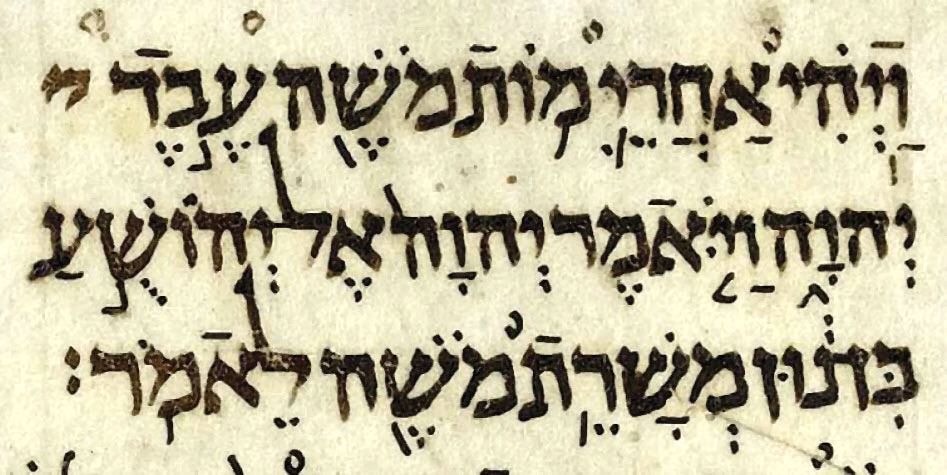 וַיְהִ֗י אַחֲרֵ֛י מ֥וֹת מֹשֶׁ֖ה עֶ֣בֶד י
יְהוָ֑ה וַיֹּ֤אמֶר יְהוָה֙ אֶל־יְהוֹשֻׁ֣עַ
בִּן־נ֔וּן מְשָׁרֵ֥ת מֹשֶׁ֖ה לֵאמֹֽר׃